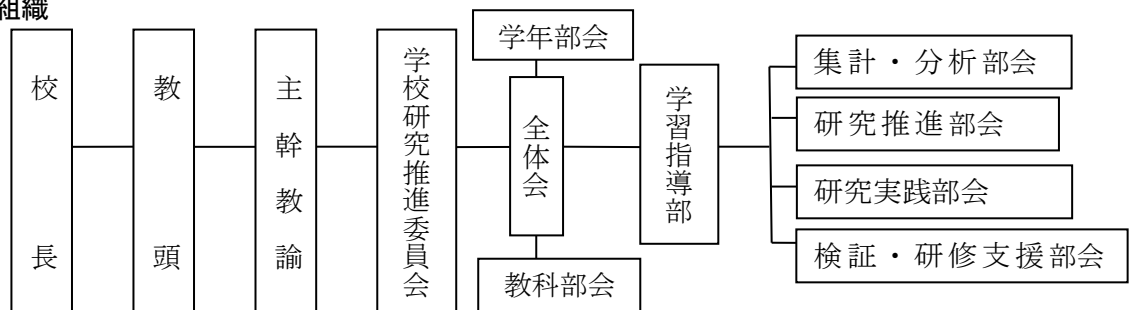 組織
校長
教頭
主幹教諭
学校研究推進委員会
学年部会
全体会
教科部会
学習指導部
集計・分析部会
研究推進部会
研究実践部会
検証・研修支援部会